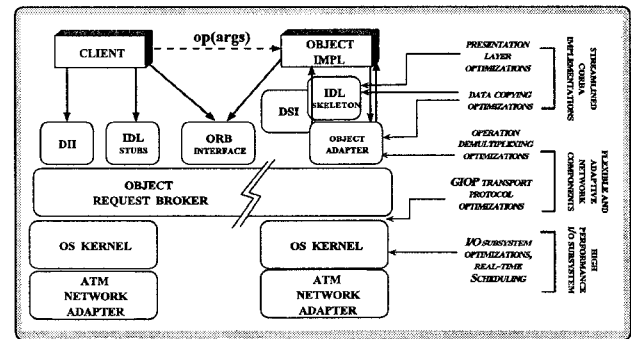 CLIENT
op(args)
OBJECT
IMPL
IDL
SKELETON
DSI
DII
IDL
STUBS
ORB
INTERFACE
OBJECT
ADAPTER
OBJECT
REQUEST BROKER
OS KERNEL
OS KERNEL
ATM
NETWORK
ADAPTER
ATM
NETWORK
ADAPTER
PRESENTATION
LAYER
OPTIMIZATIONS
DATA COPYING
OPTIMIZATIONS
OPERATION
DEMULTIPLEXING
OPTIMIZATIONS
GIOP TRANSPORT
PROTOCOL
OPTIMIZATIONS
I/O SUBSYSTEM
OPTIMIZATIONS,
REAL-TIME
SCHEDULING
STREAMLINED
CORBA
IMPLEMENTATIONS
FLEXIBLE AND
ADAPTIVE
NETWORK
COMPONENTS
HIGH
PERFORMANCE
I/O SUBSYSTEM